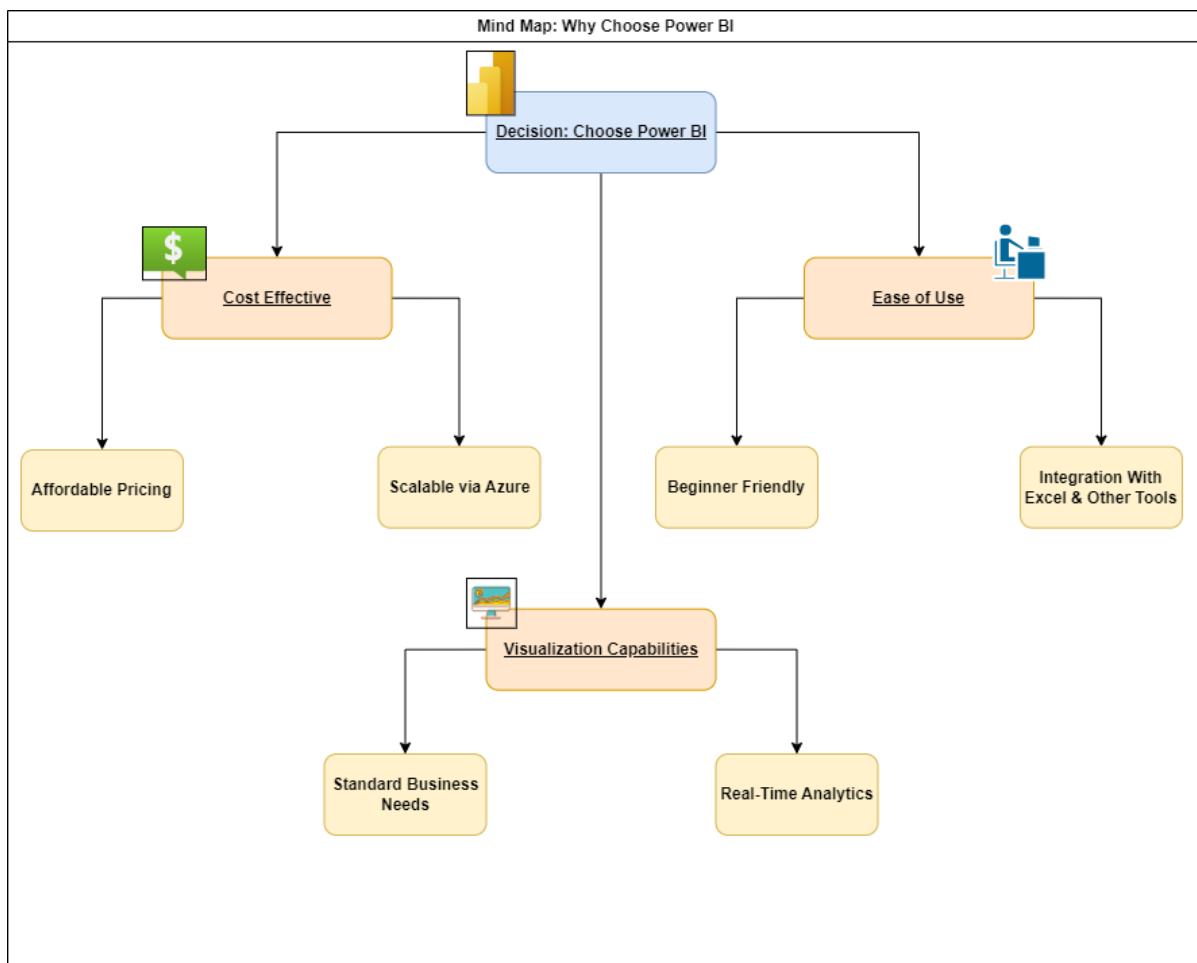 Mind Map: Why Choose Power BI
Decision: Choose Power BI
$
Cost Effective
Ease of Use
Affordable Pricing
Scalable via Azure
Beginner Friendly
Integration With
Excel & Other Tools
Visualization Capabilities
Standard Business
Needs
Real-Time Analytics